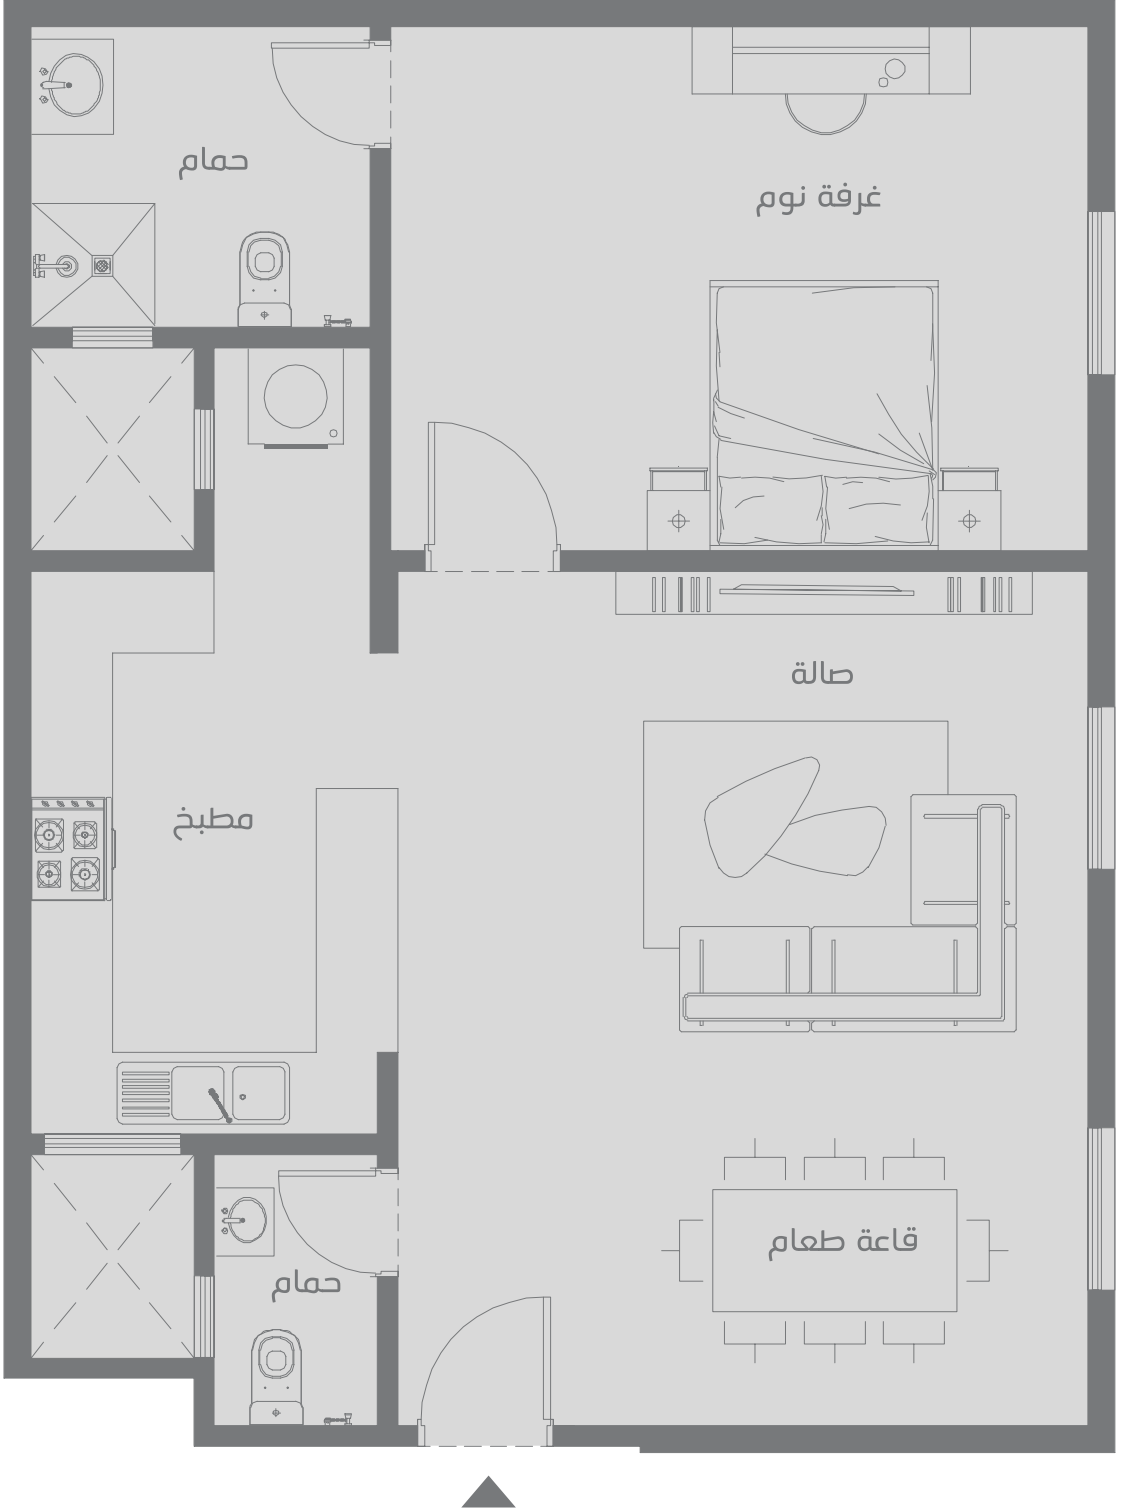 حمام
غرفة نوم
صالة
مطبخ
قاعة طعام
حمام